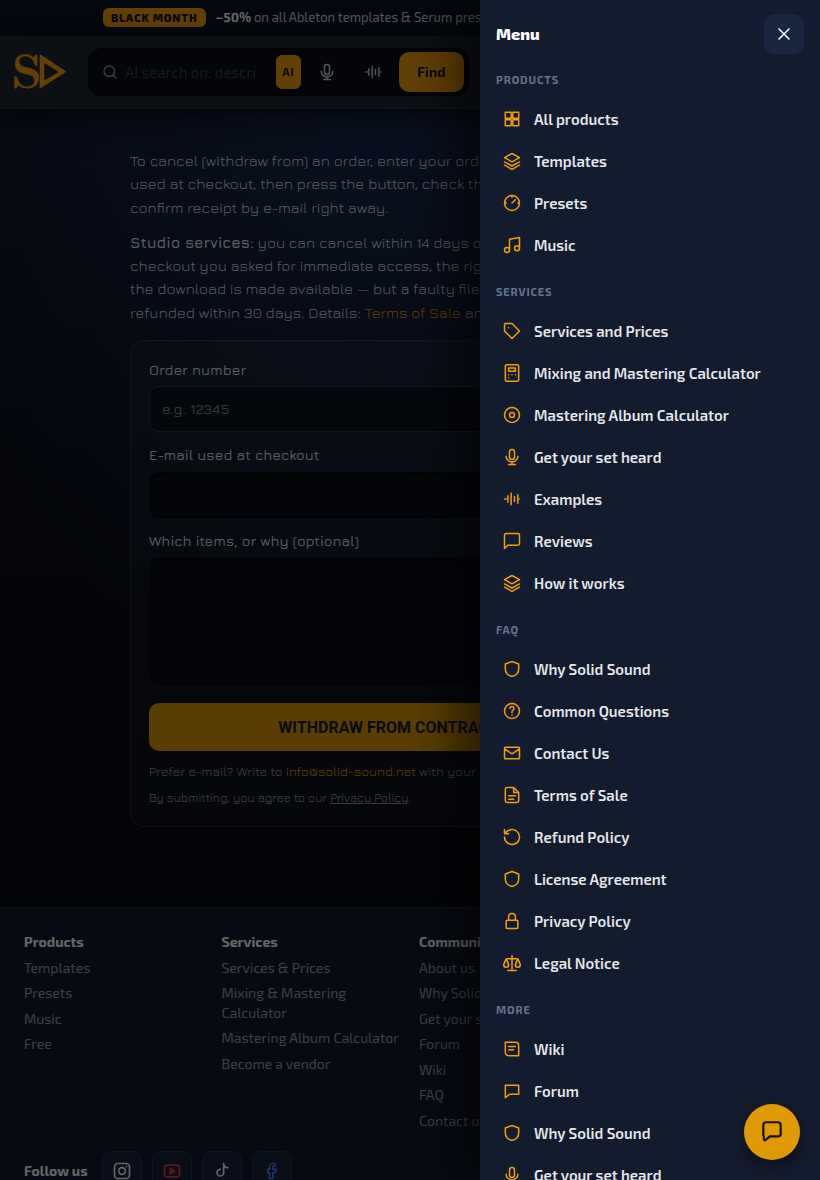 BLACK MONTH −50% on all Ableton templates & Serum pres
AI search on: descri
AI
Find
To cancel (withdraw from) an order, enter your ord
used at checkout, then press the button, check th
confirm receipt by e-mail right away.
Studio services: you can cancel within 14 days o
checkout you asked for immediate access, the rig
the download is made available — but a faulty file
refunded within 30 days. Details: Terms of Sale an
Order number
e.g. 12345
E-mail used at checkout
Which items, or why (optional)
WITHDRAW FROM CONTRA
Prefer e-mail? Write to info@solid-sound.net with your
By submitting, you agree to our Privacy Policy.
Products
Templates
Presets
Music
Free
Services
Services & Prices
Mixing & Mastering
Calculator
Mastering Album Calculator
Become a vendor
Communi
About us
Why Solid
Get your s
Forum
Wiki
FAQ
Contact u
Follow us
Menu
PRODUCTS
All products
Templates
Presets
Music
SERVICES
Services and Prices
Mixing and Mastering Calculator
Mastering Album Calculator
Get your set heard
Examples
Reviews
How it works
FAQ
Why Solid Sound
Common Questions
Contact Us
Terms of Sale
Refund Policy
License Agreement
Privacy Policy
Legal Notice
MORE
Wiki
Forum
Why Solid Sound
Get your set heard